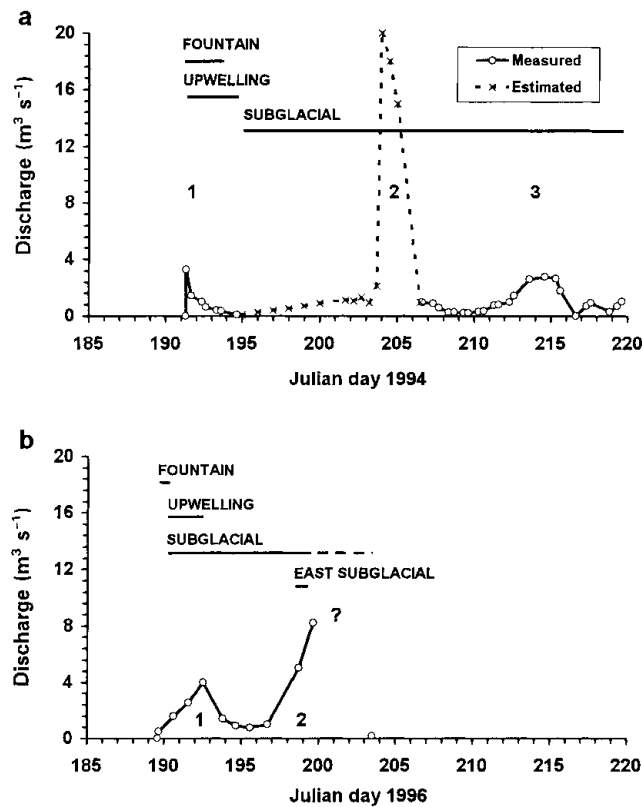 a
20
16
12
8
4
0
Discharge (m³ s⁻¹)
FOUNTAIN
UPWELLING
SUBGLACIAL
Measured
Estimated
1
2
3
185
190
195
200
205
210
215
220
Julian day 1994
b
20
16
12
8
4
0
Discharge (m³ s⁻¹)
FOUNTAIN
UPWELLING
SUBGLACIAL
EAST SUBGLACIAL
?
1
2
185
190
195
200
205
210
215
220
Julian day 1996